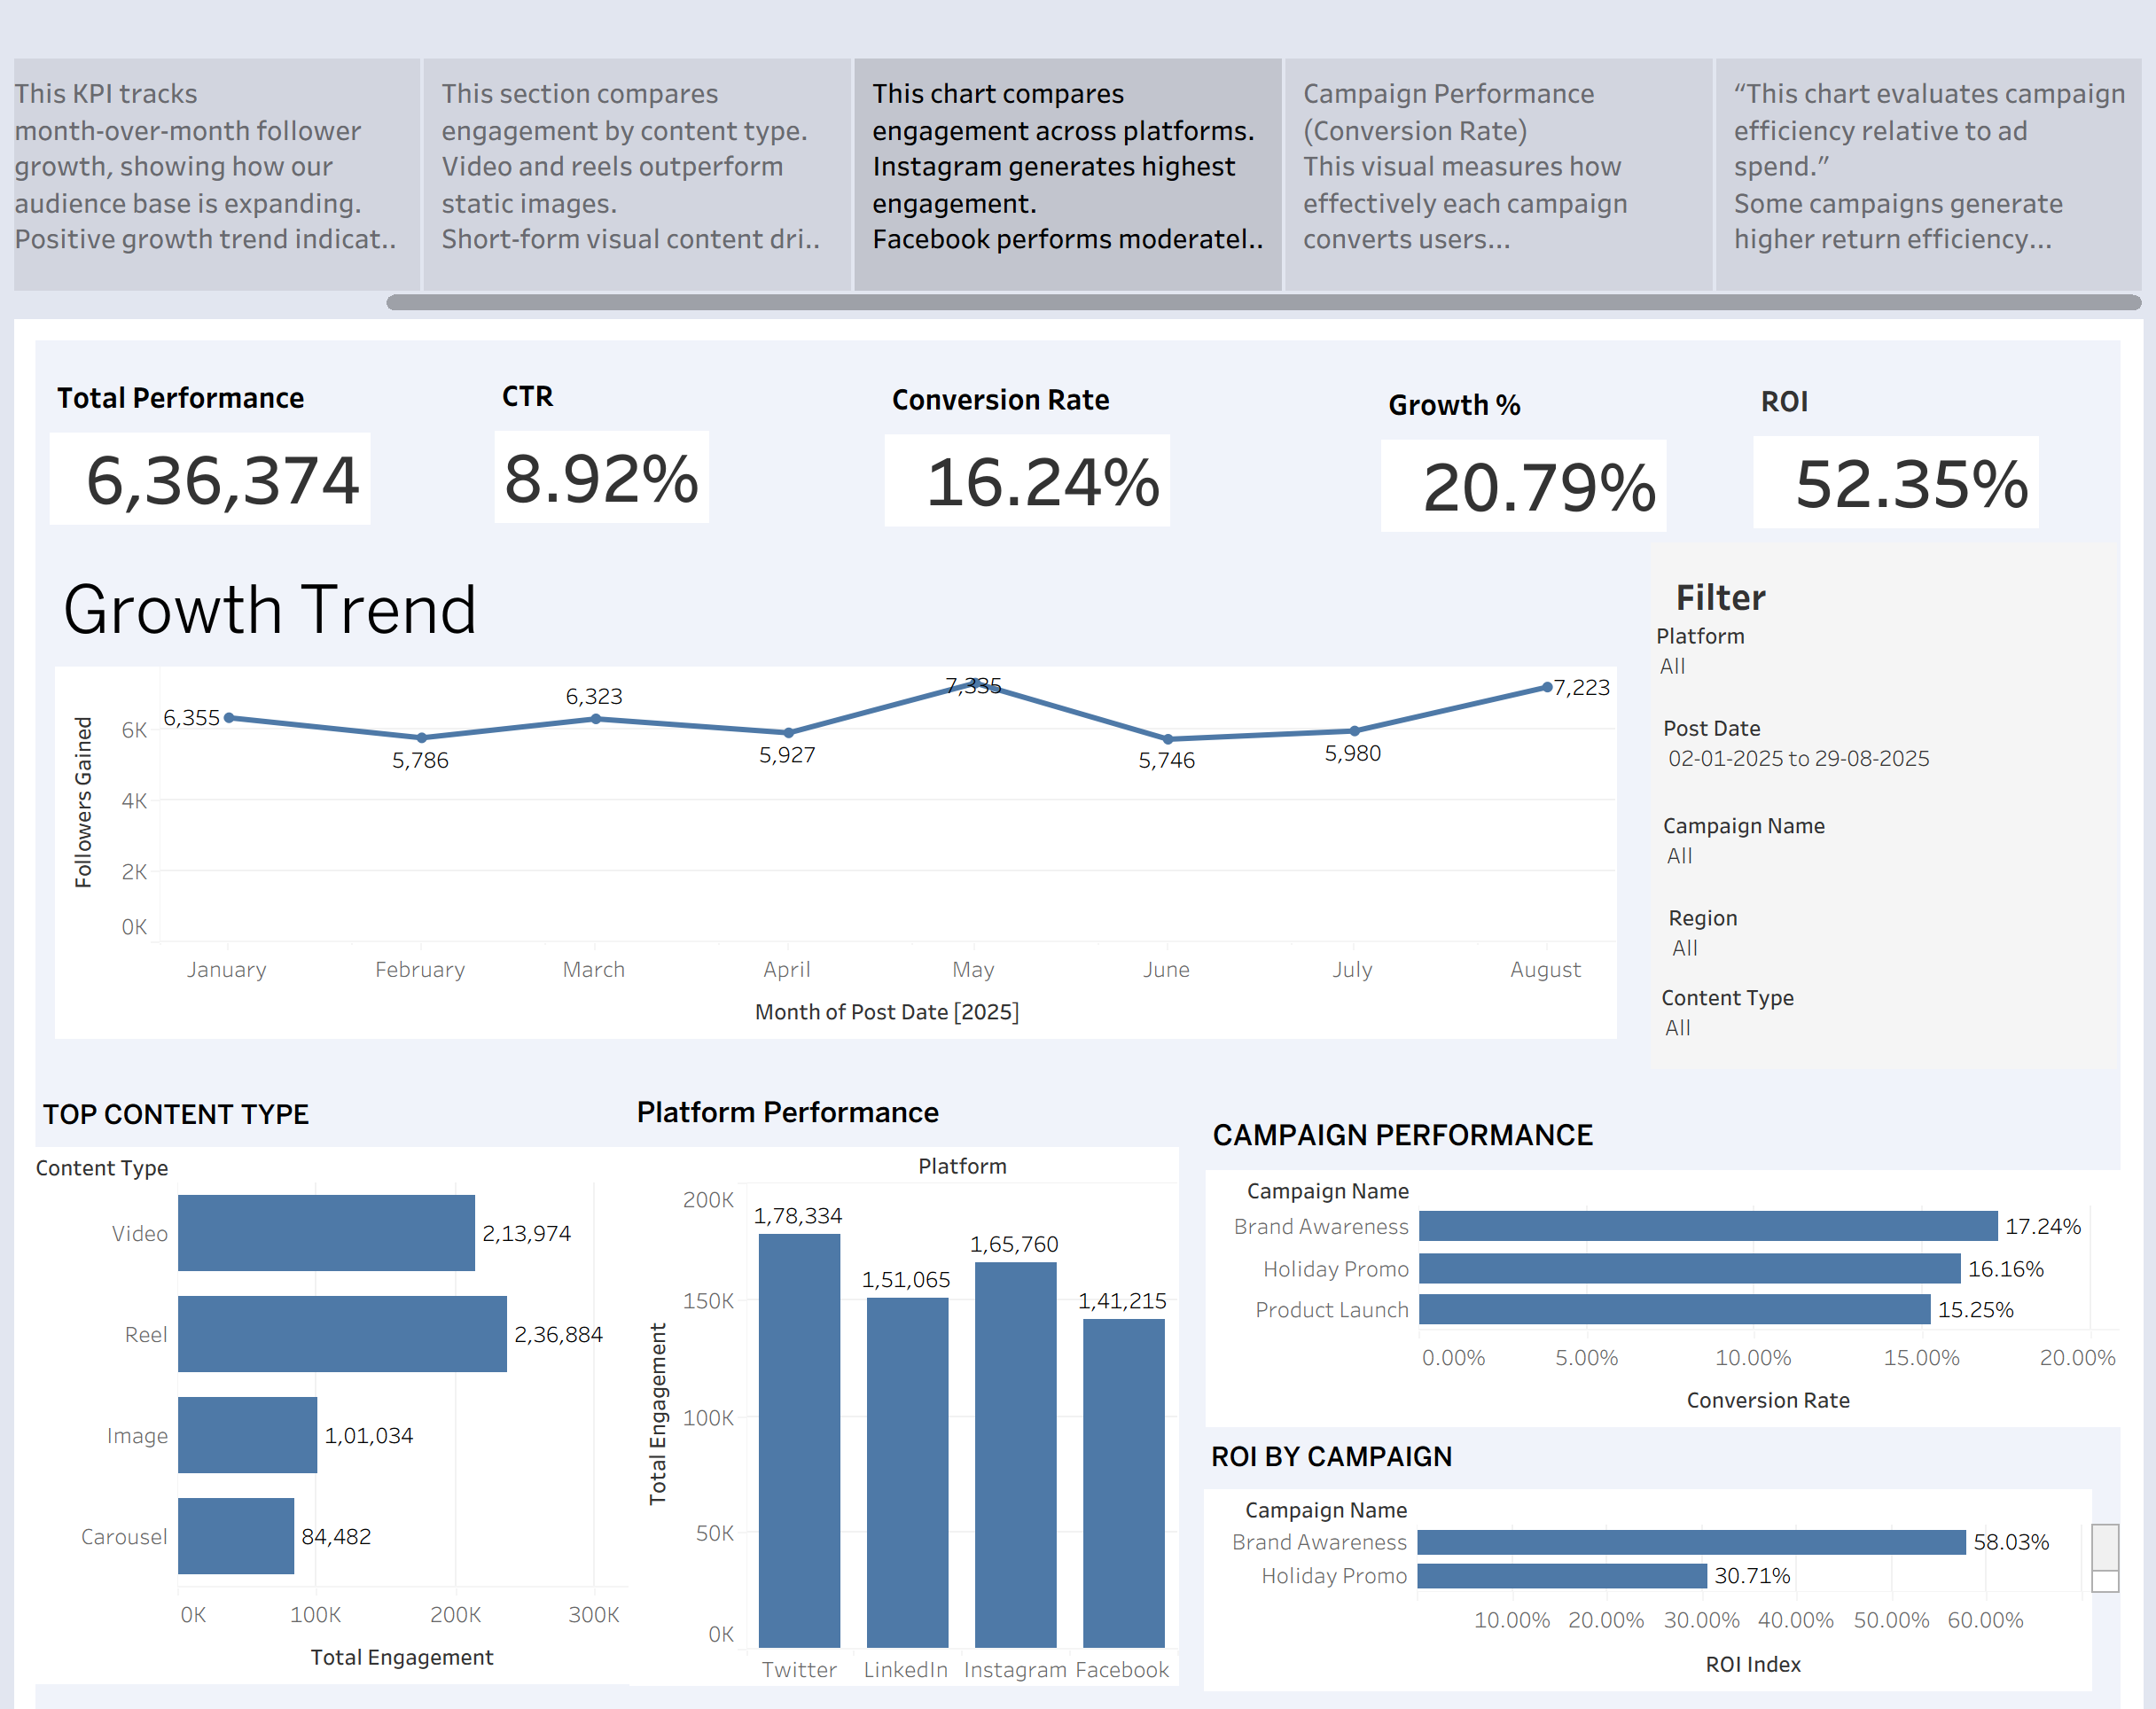 This KPI tracks
month-over-month follower
growth, showing how our
audience base is expanding.
Positive growth trend indicat..
This section compares
engagement by content type.
Video and reels outperform
static images.
Short-form visual content dri..
This chart compares
engagement across platforms.
Instagram generates highest
engagement.
Facebook performs moderatel..
Campaign Performance
(Conversion Rate)
This visual measures how
effectively each campaign
converts users...
“This chart evaluates campaign
efficiency relative to ad
spend.”
Some campaigns generate
higher return efficiency...
Total Performance
6,36,374
CTR
8.92%
Conversion Rate
16.24%
Growth %
20.79%
ROI
52.35%
Growth Trend
Followers Gained
6K
4K
2K
0K
6,355
5,786
6,323
5,927
7,335
5,746
5,980
7,223
January February March April May June July August
Month of Post Date [2025]
Filter
Platform
All
Post Date
02-01-2025 to 29-08-2025
Campaign Name
All
Region
All
Content Type
All
TOP CONTENT TYPE
Content Type
Video 2,13,974
Reel 2,36,884
Image 1,01,034
Carousel 84,482
0K 100K 200K 300K
Total Engagement
Platform Performance
Platform
Total Engagement
200K
150K
100K
50K
0K
1,78,334
1,51,065
1,65,760
1,41,215
Twitter LinkedIn Instagram Facebook
CAMPAIGN PERFORMANCE
Campaign Name
Brand Awareness 17.24%
Holiday Promo 16.16%
Product Launch 15.25%
0.00% 5.00% 10.00% 15.00% 20.00%
Conversion Rate
ROI BY CAMPAIGN
Campaign Name
Brand Awareness 58.03%
Holiday Promo 30.71%
10.00% 20.00% 30.00% 40.00% 50.00% 60.00%
ROI Index